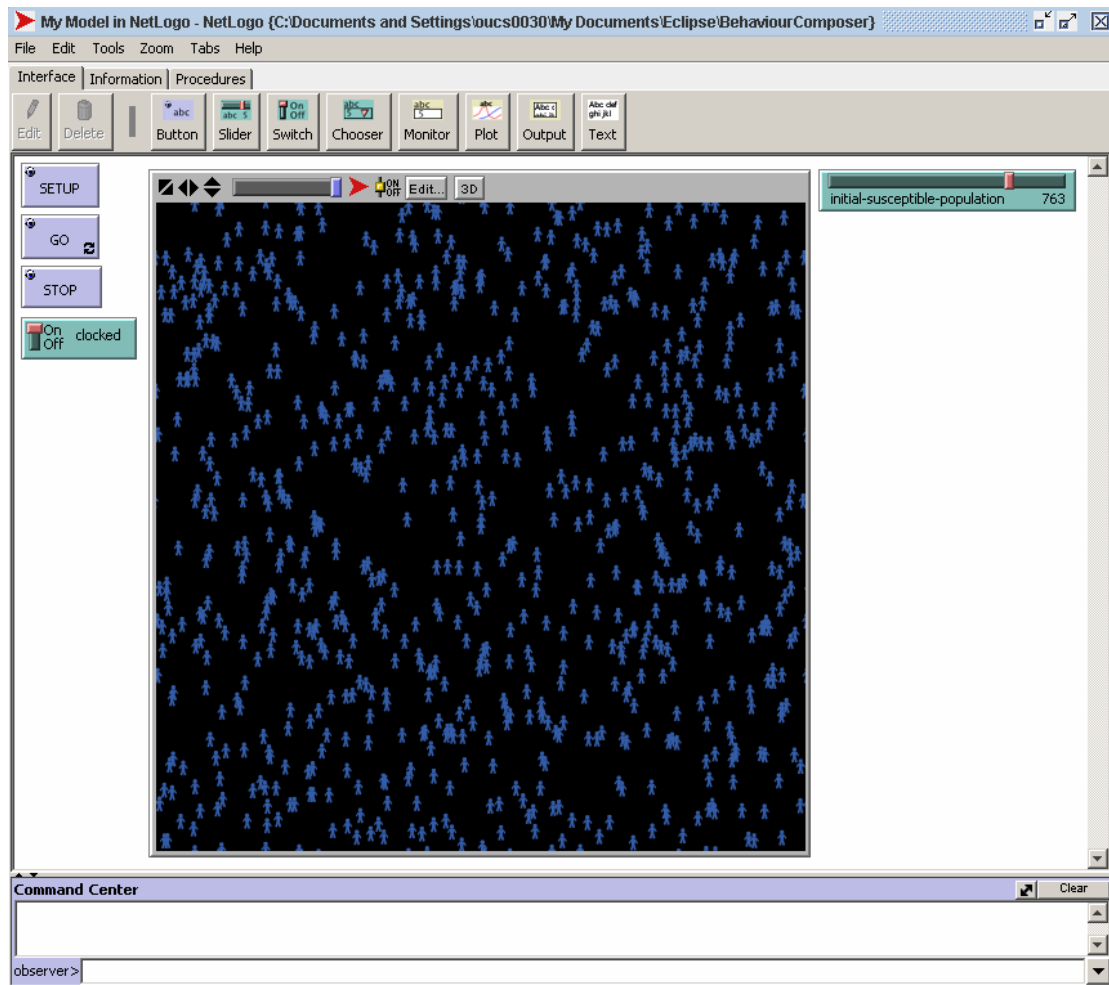 My Model in NetLogo - NetLogo {C:\Documents and Settings\oucs0030\My Documents\Eclipse\BehaviourComposer}
File Edit Tools Zoom Tabs Help
Interface Information Procedures
Edit Delete Button Slider Switch Chooser Monitor Plot Output Text
SETUP
GO
STOP
On
Off
clocked
ON
OFF
Edit... 3D
initial-susceptible-population 763
Command Center Clear
observer>